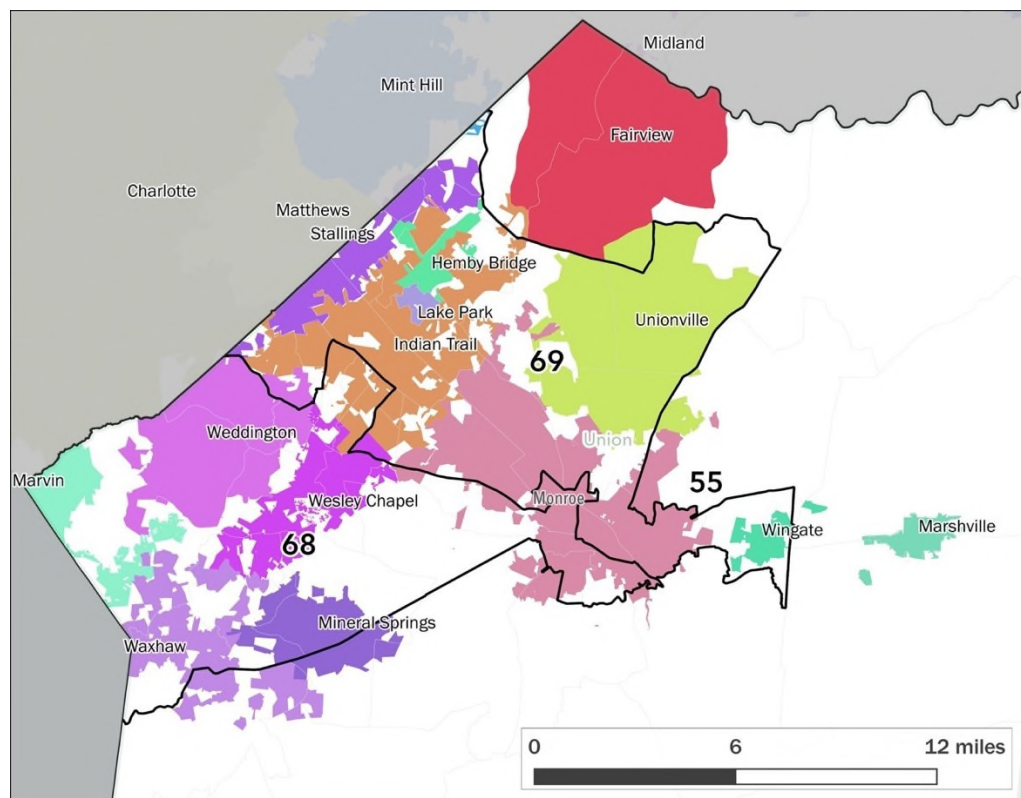 Midland
Mint Hill
Fairview
Charlotte
Matthews
Stallings
Hemby Bridge
Lake Park
Unionville
Indian Trail
69
Weddington
Union
Marvin
55
Wesley Chapel
Monroe
Wingate
Marshville
68
Mineral Springs
Waxhaw
0 6 12 miles